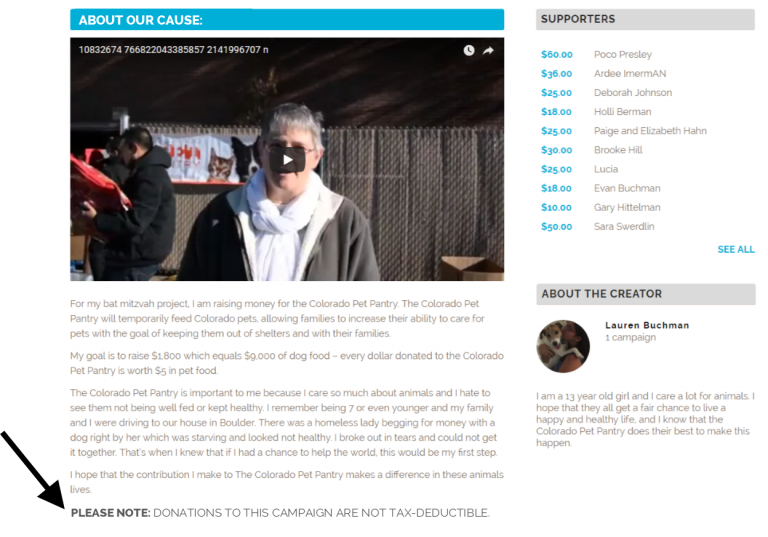 ABOUT OUR CAUSE:
10832674 766822043385857 2141996707 n
For my bat mitzvah project, I am raising money for the Colorado Pet Pantry. The Colorado Pet
Pantry will temporarily feed Colorado pets, allowing families to increase their ability to care for
pets with the goal of keeping them out of shelters and with their families.
My goal is to raise $1,800 which equals $9,000 of dog food – every dollar donated to the Colorado
Pet Pantry is worth $5 in pet food.
The Colorado Pet Pantry is important to me because I care so much about animals and I hate to
see them not being well fed or kept healthy. I remember being 7 or even younger and my family
and I were driving to our house in Boulder. There was a homeless lady begging for money with a
dog right by her which was starving and looked not healthy. I broke out in tears and could not get
it together. That's when I knew that if I had a chance to help the world, this would be my first step.
I hope that the contribution I make to The Colorado Pet Pantry makes a difference in these animals
lives.
PLEASE NOTE: DONATIONS TO THIS CAMPAIGN ARE NOT TAX-DEDUCTIBLE.
SUPPORTERS
$60.00 Poco Presley
$36.00 Ardee ImermAN
$25.00 Deborah Johnson
$18.00 Holli Berman
$25.00 Paige and Elizabeth Hahn
$30.00 Brooke Hill
$25.00 Lucia
$18.00 Evan Buchman
$10.00 Gary Hittelman
$50.00 Sara Swerdlin
SEE ALL
ABOUT THE CREATOR
Lauren Buchman
1 campaign
I am a 13 year old girl and I care a lot for animals. I
hope that they all get a fair chance to live a
happy and healthy life, and I know that the
Colorado Pet Pantry does their best to make this
happen.